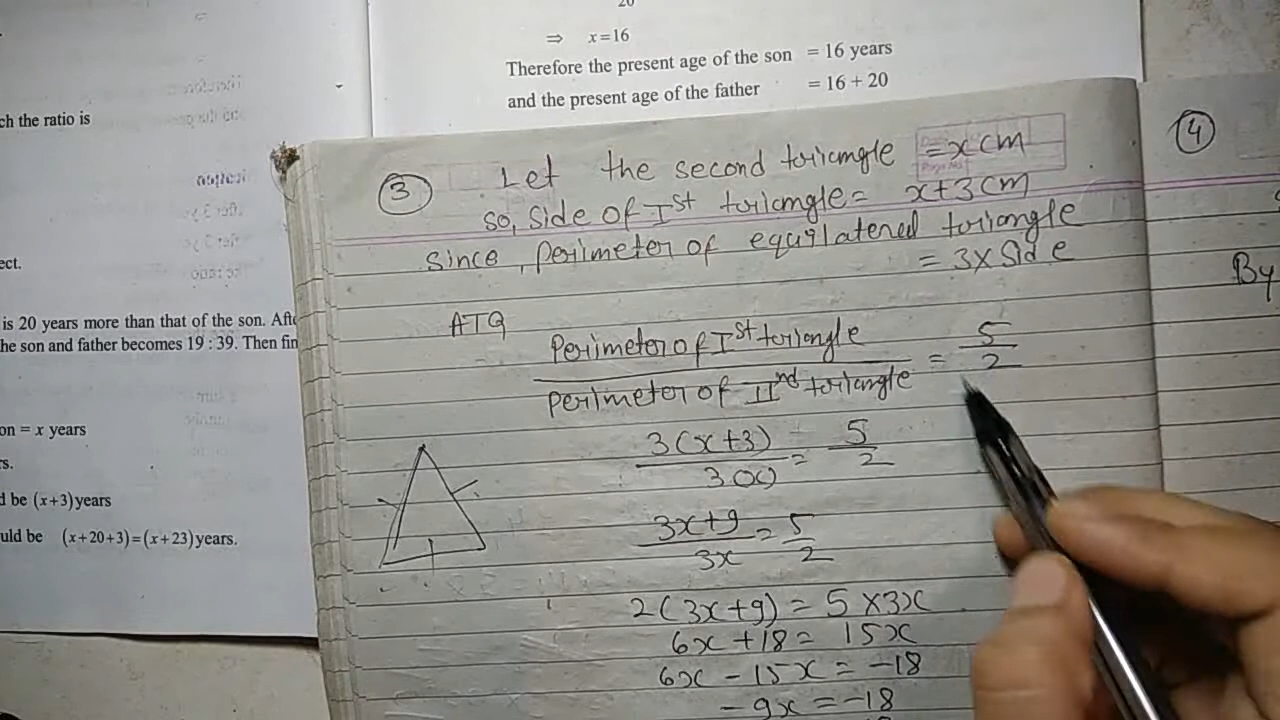 20
⇒ x=16
Therefore the present age of the son = 16 years
and the present age of the father = 16 + 20
ch the ratio is
ect.
is 20 years more than that of the son. Afte
he son and father becomes 19 : 39. Then fin
on = x years
rs.
d be (x+3)years
uld be (x+20+3)=(x+23)years.
3 Let the second triangle = x cm
so, side of Ist triangle = x+3 cm
since, perimeter of equilatered triangle
= 3 x side
ATQ
Perimeter of Ist triangle / Perimeter of IInd triangle = 5/2
3(x+3)/3(x) = 5/2
3x+9/3x = 5/2
2(3x+9) = 5 x 3x
6x + 18 = 15x
6x - 15x = -18
-9x = -18
4
By